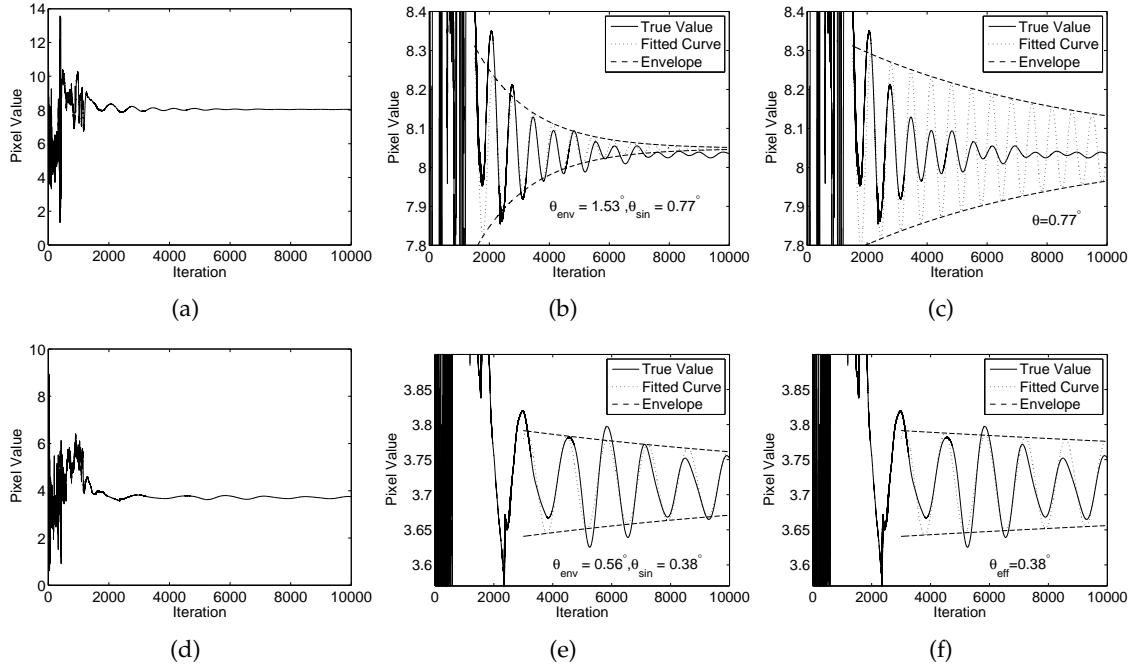 14
12
10
8
6
4
2
0
Pixel Value
0 2000 4000 6000 8000 10000
Iteration
(a)
8.4
8.3
8.2
8.1
8
7.9
7.8
Pixel Value
True Value
Fitted Curve
Envelope
θenv = 1.53°,θsin = 0.77°
0 2000 4000 6000 8000 10000
Iteration
(b)
8.4
8.3
8.2
8.1
8
7.9
7.8
Pixel Value
True Value
Fitted Curve
Envelope
θ=0.77°
0 2000 4000 6000 8000 10000
Iteration
(c)
10
8
6
4
2
0
Pixel Value
0 2000 4000 6000 8000 10000
Iteration
(d)
3.85
3.8
3.75
3.7
3.65
3.6
Pixel Value
True Value
Fitted Curve
Envelope
θenv = 0.56°,θsin = 0.38°
0 2000 4000 6000 8000 10000
Iteration
(e)
3.85
3.8
3.75
3.7
3.65
3.6
Pixel Value
True Value
Fitted Curve
Envelope
θeff=0.38°
0 2000 4000 6000 8000 10000
Iteration
(f)